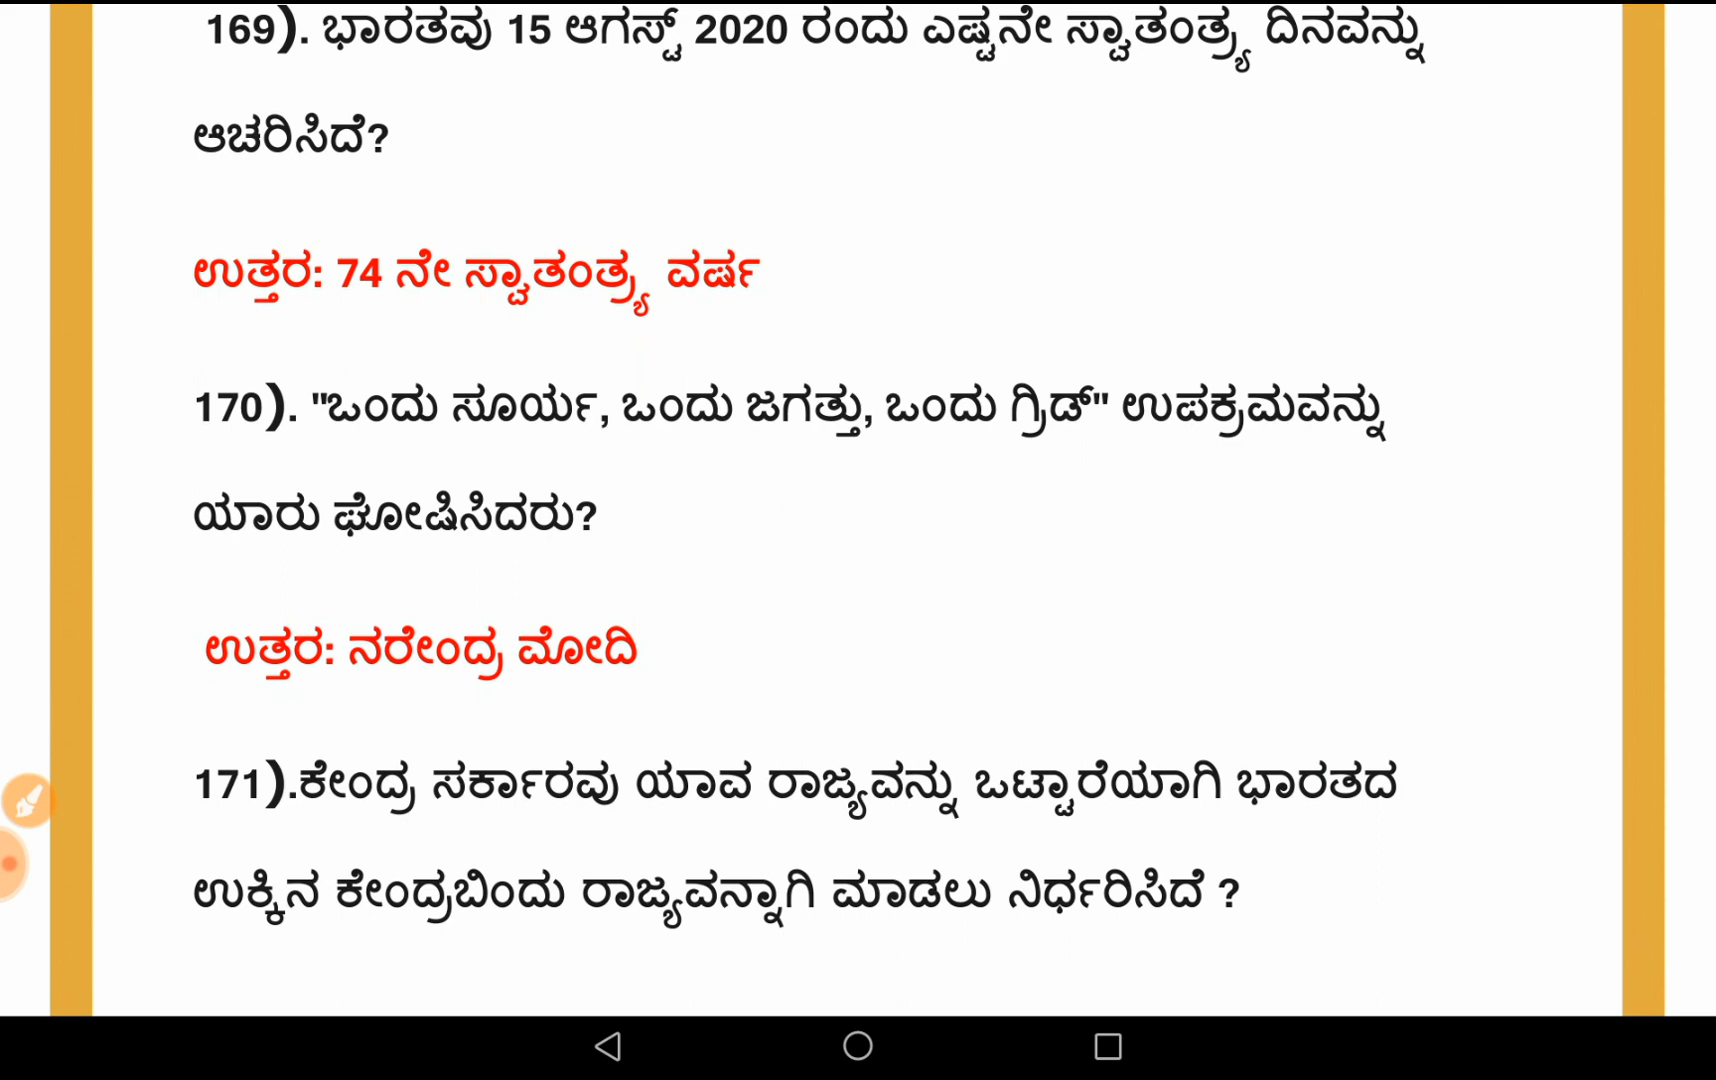 169). ಭಾರತವು 15 ಆಗಸ್ಟ್ 2020 ರಂದು ಎಷ್ಟನೇ ಸ್ವಾತಂತ್ರ್ಯ ದಿನವನ್ನು
ಆಚರಿಸಿದೆ?
ಉತ್ತರ: 74 ನೇ ಸ್ವಾತಂತ್ರ್ಯ ವರ್ಷ
170). "ಒಂದು ಸೂರ್ಯ, ಒಂದು ಜಗತ್ತು, ಒಂದು ಗ್ರಿಡ್" ಉಪಕ್ರಮವನ್ನು
ಯಾರು ಘೋಷಿಸಿದರು?
ಉತ್ತರ: ನರೇಂದ್ರ ಮೋದಿ
171).ಕೇಂದ್ರ ಸರ್ಕಾರವು ಯಾವ ರಾಜ್ಯವನ್ನು ಒಟ್ಟಾರೆಯಾಗಿ ಭಾರತದ
ಉಕ್ಕಿನ ಕೇಂದ್ರಬಿಂದು ರಾಜ್ಯವನ್ನಾಗಿ ಮಾಡಲು ನಿರ್ಧರಿಸಿದೆ ?